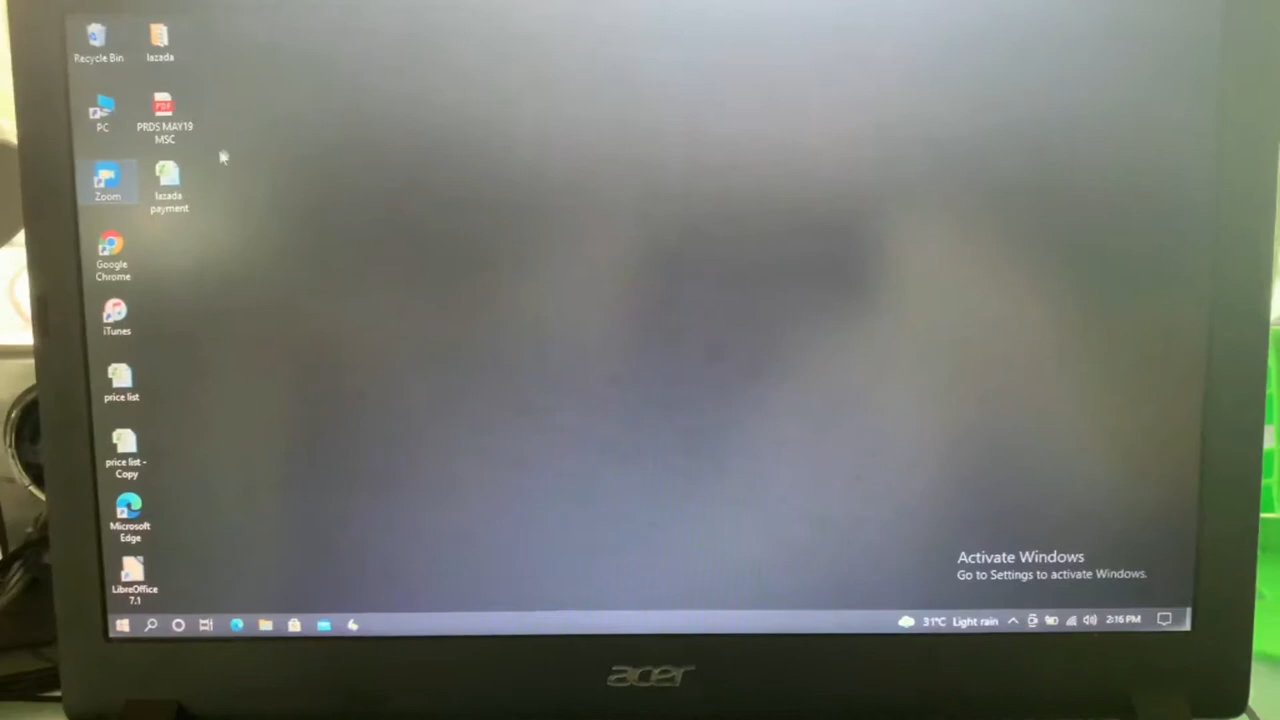 Recycle Bin
lazada
PC
PDF
PRDS MAY19
MSC
Zoom
lazada
payment
Google
Chrome
iTunes
price list
price list -
Copy
Microsoft
Edge
LibreOffice
7.1
Activate Windows
Go to Settings to activate Windows.
31°C Light rain
2:16 PM
acer